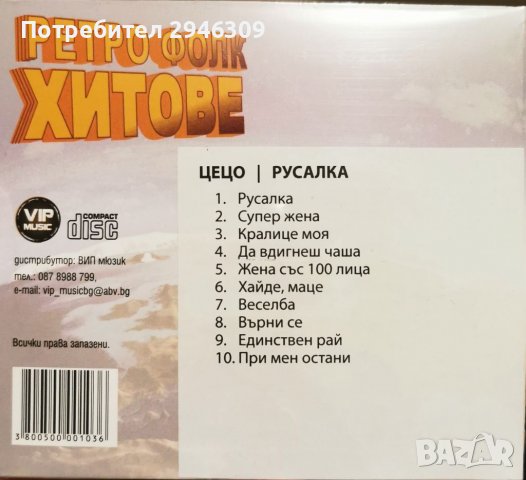 Потребител 2946309
РЕТРО ФОЛК
ХИТОВЕ
ЦЕЦО | РУСАЛКА
1. Русалка
2. Супер жена
3. Кралице моя
4. Да вдигнеш чаша
5. Жена със 100 лица
6. Хайде, маце
7. Веселба
8. Върни се
9. Единствен рай
10. При мен остани
VIP
MUSIC
COMPACT
disc
дистрибутор: ВИП Мюзик
тел.: 087 8988 799,
e-mail: vip_musicbg@abv.bg
Всички права запазени.
3 800500 001036
BAZAR